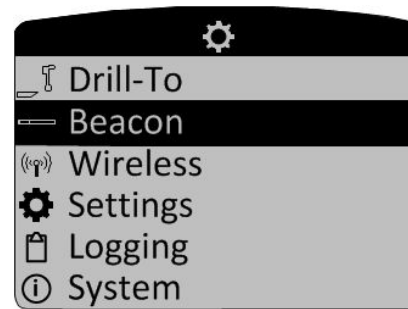 Drill-To
Beacon
Wireless
Settings
Logging
System